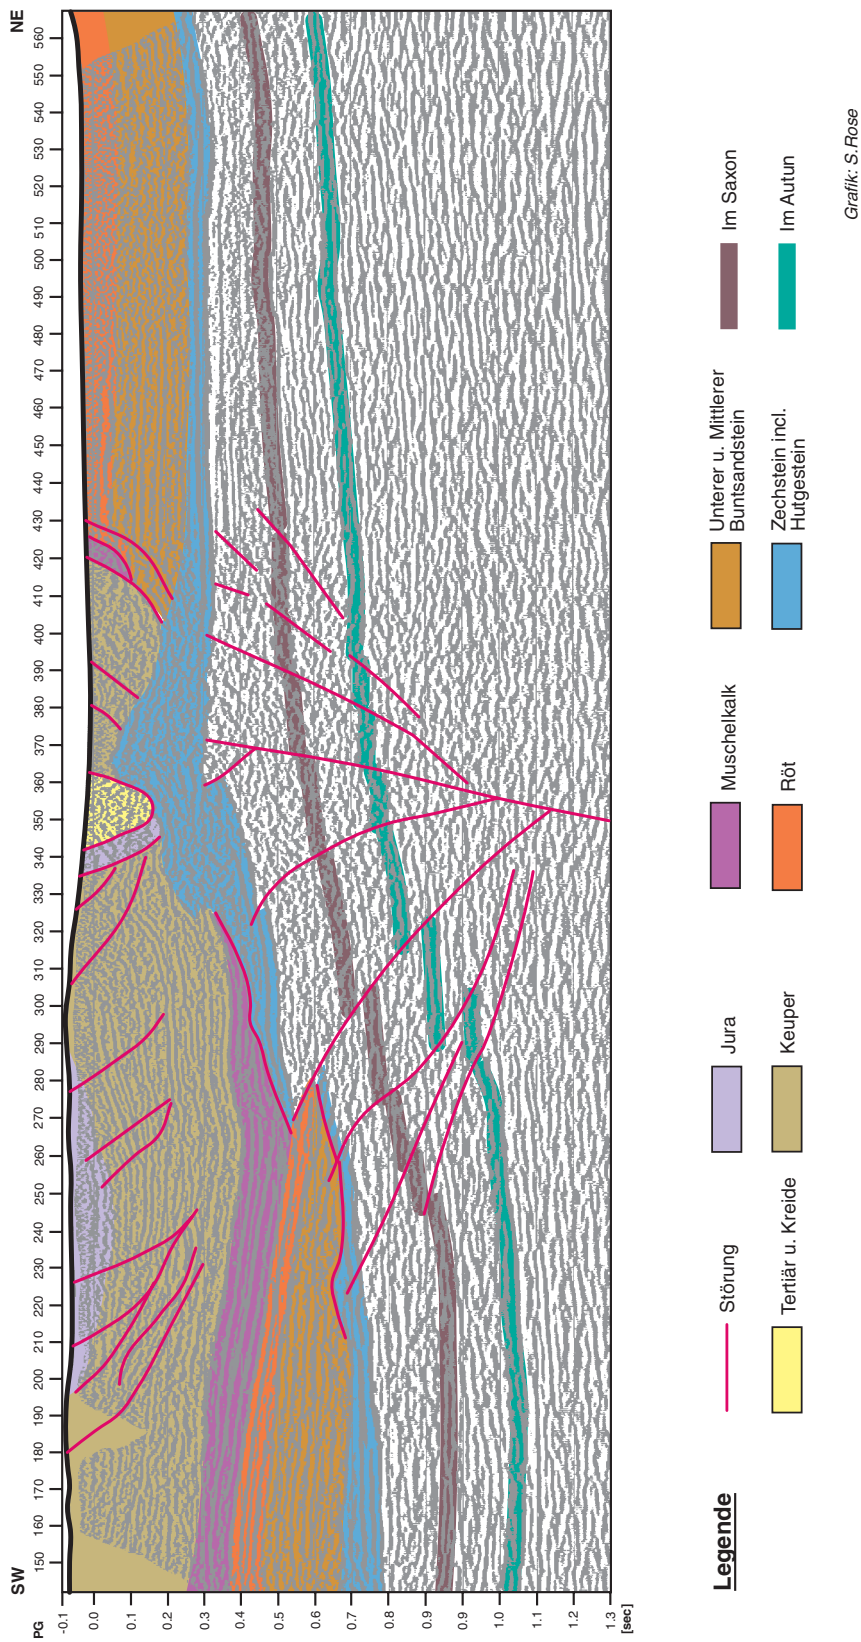 SW NE
PG 150 160 170 180 190 200 210 220 230 240 250 260 270 280 290 300 310 320 330 340 350 360 370 380 390 400 410 420 430 440 450 460 470 480 490 500 510 520 530 540 550 560
-0.1
0.0
0.1
0.2
0.3
0.4
0.5
0.6
0.7
0.8
0.9
0.9
1.0
1.1
1.2
1.3
[sec]
Legende
Störung
Tertiär u. Kreide
Jura
Keuper
Muschelkalk
Röt
Unterer u. Mittlerer
Buntsandstein
Zechstein incl.
Hutgestein
Im Saxon
Im Autun
Grafik: S.Rose